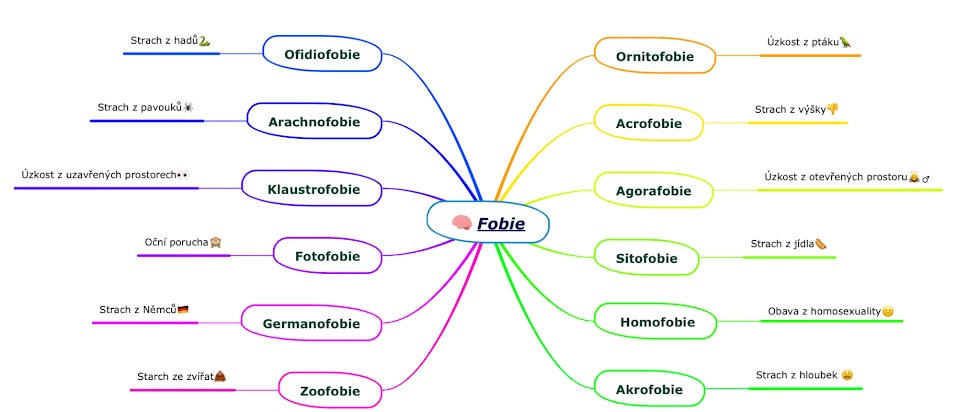 Strach z hadů🐍
Ofidiofobie
Strach z pavouků🕷
Arachnofobie
Úzkost z uzavřených prostorech👀
Klaustrofobie
Oční porucha🙈
Fotofobie
Strach z Němců🇩🇪
Germanofobie
Starch ze zvířat
Zoofobie
🧠 Fobie
Ornitofobie
Úzkost z ptáku🦜
Acrofobie
Strach z výšky👎
Agorafobie
Úzkost z otevřených prostoru
Sitofobie
Strach z jídla🌭
Homofobie
Obava z homosexuality
Akrofobie
Strach z hloubek 😩